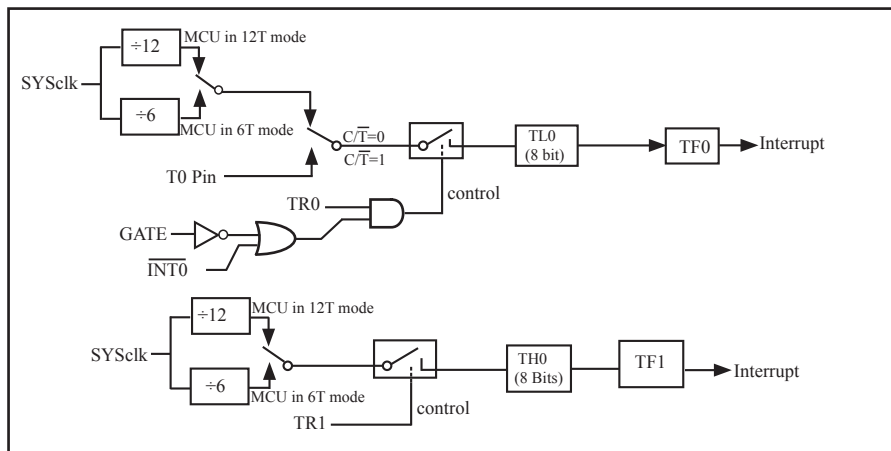 ÷12
MCU in 12T mode
SYSclk
÷6
MCU in 6T mode
C/T̅=0
C/T̅=1
T0 Pin
TL0
(8 bit)
TF0
Interrupt
control
TR0
GATE
I̅N̅T̅0̅
÷12
MCU in 12T mode
SYSclk
÷6
MCU in 6T mode
TH0
(8 Bits)
TF1
Interrupt
control
TR1